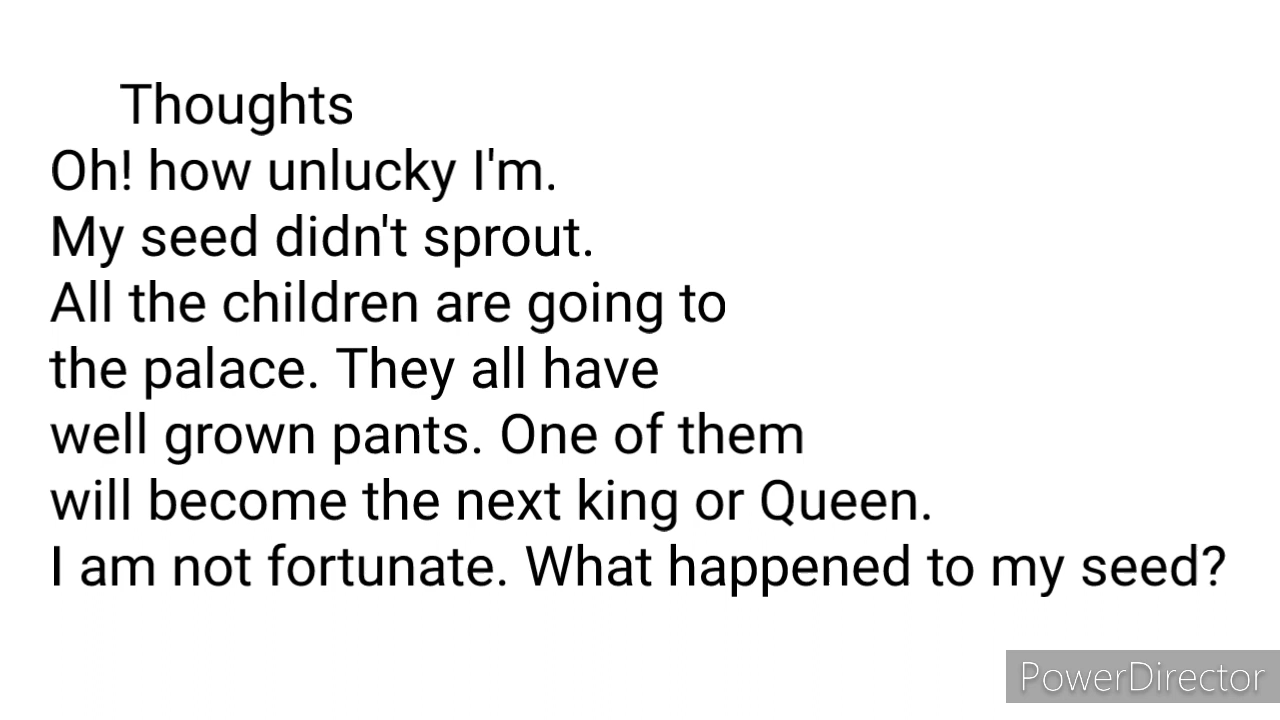 Thoughts
Oh! how unlucky I'm.
My seed didn't sprout.
All the children are going to
the palace. They all have
well grown pants. One of them
will become the next king or Queen.
I am not fortunate. What happened to my seed?
PowerDirector